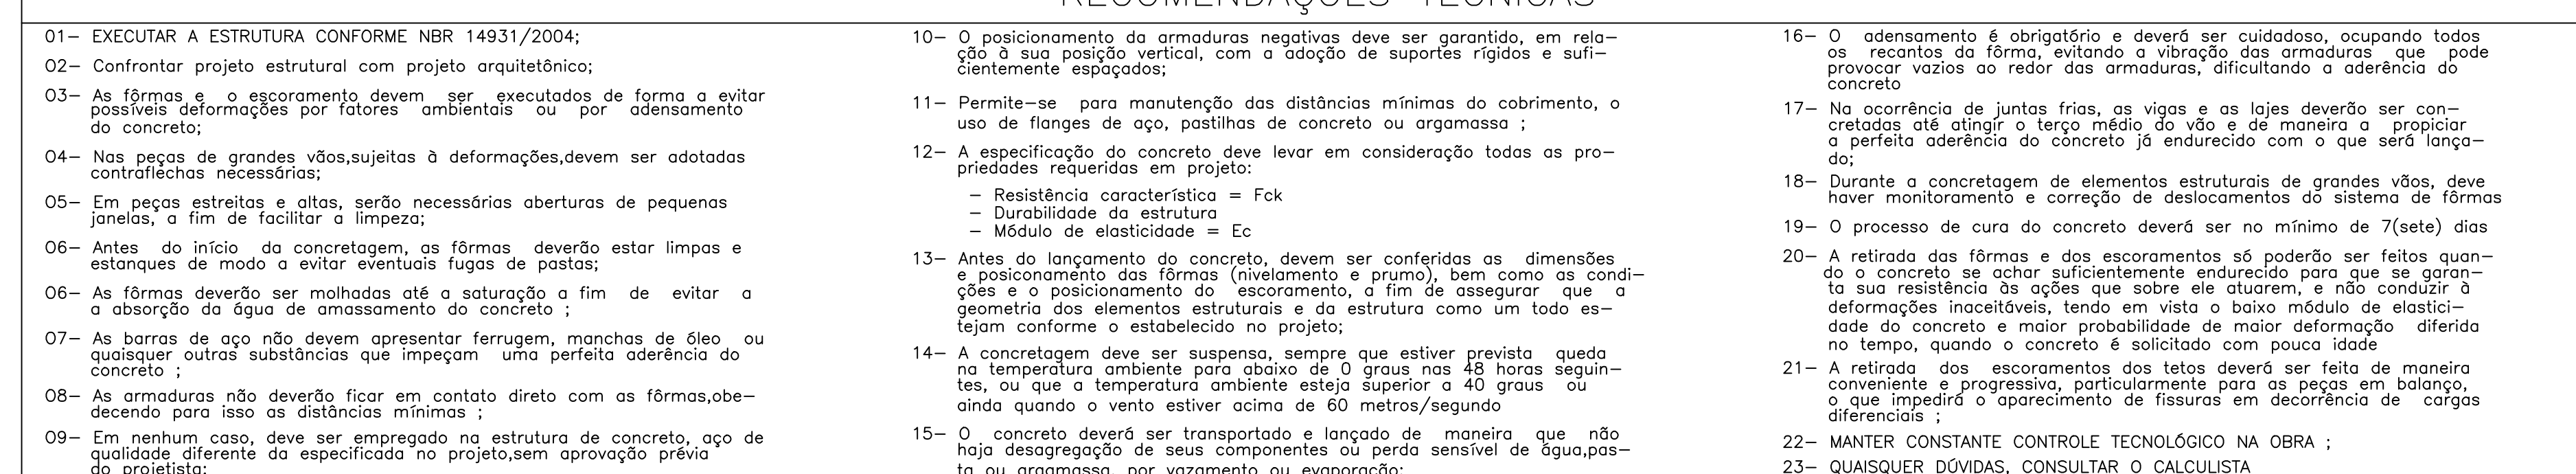 RECOMENDAÇÕES TÉCNICAS
01- EXECUTAR A ESTRUTURA CONFORME NBR 14931/2004;
02- Confrontar projeto estrutural com projeto arquitetônico;
03- As fôrmas e o escoramento devem ser executados de forma a evitar
possíveis deformações por fatores ambientais ou por adensamento
do concreto;
04- Nas peças de grandes vãos,sujeitas à deformações,devem ser adotadas
contraflechas necessárias;
05- Em peças estreitas e altas, serão necessárias aberturas de pequenas
janelas, a fim de facilitar a limpeza;
06- Antes do início da concretagem, as fôrmas deverão estar limpas e
estanques de modo a evitar eventuais fugas de pastas;
06- As fôrmas deverão ser molhadas até a saturação a fim de evitar a
a absorção da água de amassamento do concreto ;
07- As barras de aço não devem apresentar ferrugem, manchas de óleo ou
quaisquer outras substâncias que impeçam uma perfeita aderência do
concreto ;
08- As armaduras não deverão ficar em contato direto com as fôrmas,obe-
decendo para isso as distâncias mínimas ;
09- Em nenhum caso, deve ser empregado na estrutura de concreto, aço de
qualidade diferente da especificada no projeto,sem aprovação prévia
do projetista;
10- O posicionamento da armaduras negativas deve ser garantido, em rela-
ção à sua posição vertical, com a adoção de suportes rígidos e sufi-
cientemente espaçados;
11- Permite-se para manutenção das distâncias mínimas do cobrimento, o
uso de flanges de aço, pastilhas de concreto ou argamassa ;
12- A especificação do concreto deve levar em consideração todas as pro-
priedades requeridas em projeto:
- Resistência característica = Fck
- Durabilidade da estrutura
- Módulo de elasticidade = Ec
13- Antes do lançamento do concreto, devem ser conferidas as dimensões
e posiconamento das fôrmas (nivelamento e prumo), bem como as condi-
ções e o posicionamento do escoramento, a fim de assegurar que a
geometria dos elementos estruturais e da estrutura como um todo es-
tejam conforme o estabelecido no projeto;
14- A concretagem deve ser suspensa, sempre que estiver prevista queda
na temperatura ambiente para abaixo de 0 graus nas 48 horas seguin-
tes, ou que a temperatura ambiente esteja superior a 40 graus ou
ainda quando o vento estiver acima de 60 metros/segundo
15- O concreto deverá ser transportado e lançado de maneira que não
haja desagregação de seus componentes ou perda sensível de água,pas-
ta ou argamassa, por vazamento ou evaporação;
16- O adensamento é obrigatório e deverá ser cuidadoso, ocupando todos
os recantos da fôrma, evitando a vibração das armaduras que pode
provocar vazios ao redor das armaduras, dificultando a aderência do
concreto
17- Na ocorrência de juntas frias, as vigas e as lajes deverão ser con-
cretadas até atingir o terço médio do vão e de maneira a propiciar
a perfeita aderência do concreto já endurecido com o que será lança-
do;
18- Durante a concretagem de elementos estruturais de grandes vãos, deve
haver monitoramento e correção de deslocamentos do sistema de fôrmas
19- O processo de cura do concreto deverá ser no mínimo de 7(sete) dias
20- A retirada das fôrmas e dos escoramentos só poderão ser feitos quan-
do o concreto se achar suficientemente endurecido para que se garan-
ta sua resistência às ações que sobre ele atuarem, e não conduzir à
deformações inaceitáveis, tendo em vista o baixo módulo de elastici-
dade do concreto e maior probabilidade de maior deformação diferida
no tempo, quando o concreto é solicitado com pouca idade
21- A retirada dos escoramentos dos tetos deverá ser feita de maneira
conveniente e progressiva, particularmente para as peças em balanço,
o que impedirá o aparecimento de fissuras em decorrência de cargas
diferenciais ;
22- MANTER CONSTANTE CONTROLE TECNOLÓGICO NA OBRA ;
23- QUAISQUER DÚVIDAS, CONSULTAR O CALCULISTA